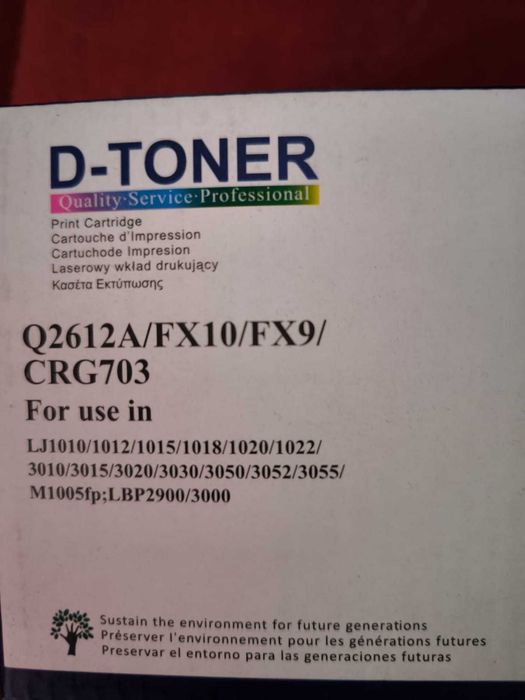 D-TONER
Quality·Service·Professional
Print Cartridge
Cartouche d'Impression
Cartuchode Impresion
Laserowy wkład drukujący
Κασέτα Εκτύπωσης
Q2612A/FX10/FX9/
CRG703
For use in
LJ1010/1012/1015/1018/1020/1022/
3010/3015/3020/3030/3050/3052/3055/
M1005fp;LBP2900/3000
Sustain the environment for future generations
Préserver l'environnement pour les générations futures
Preservar el entorno para las generaciones futuras